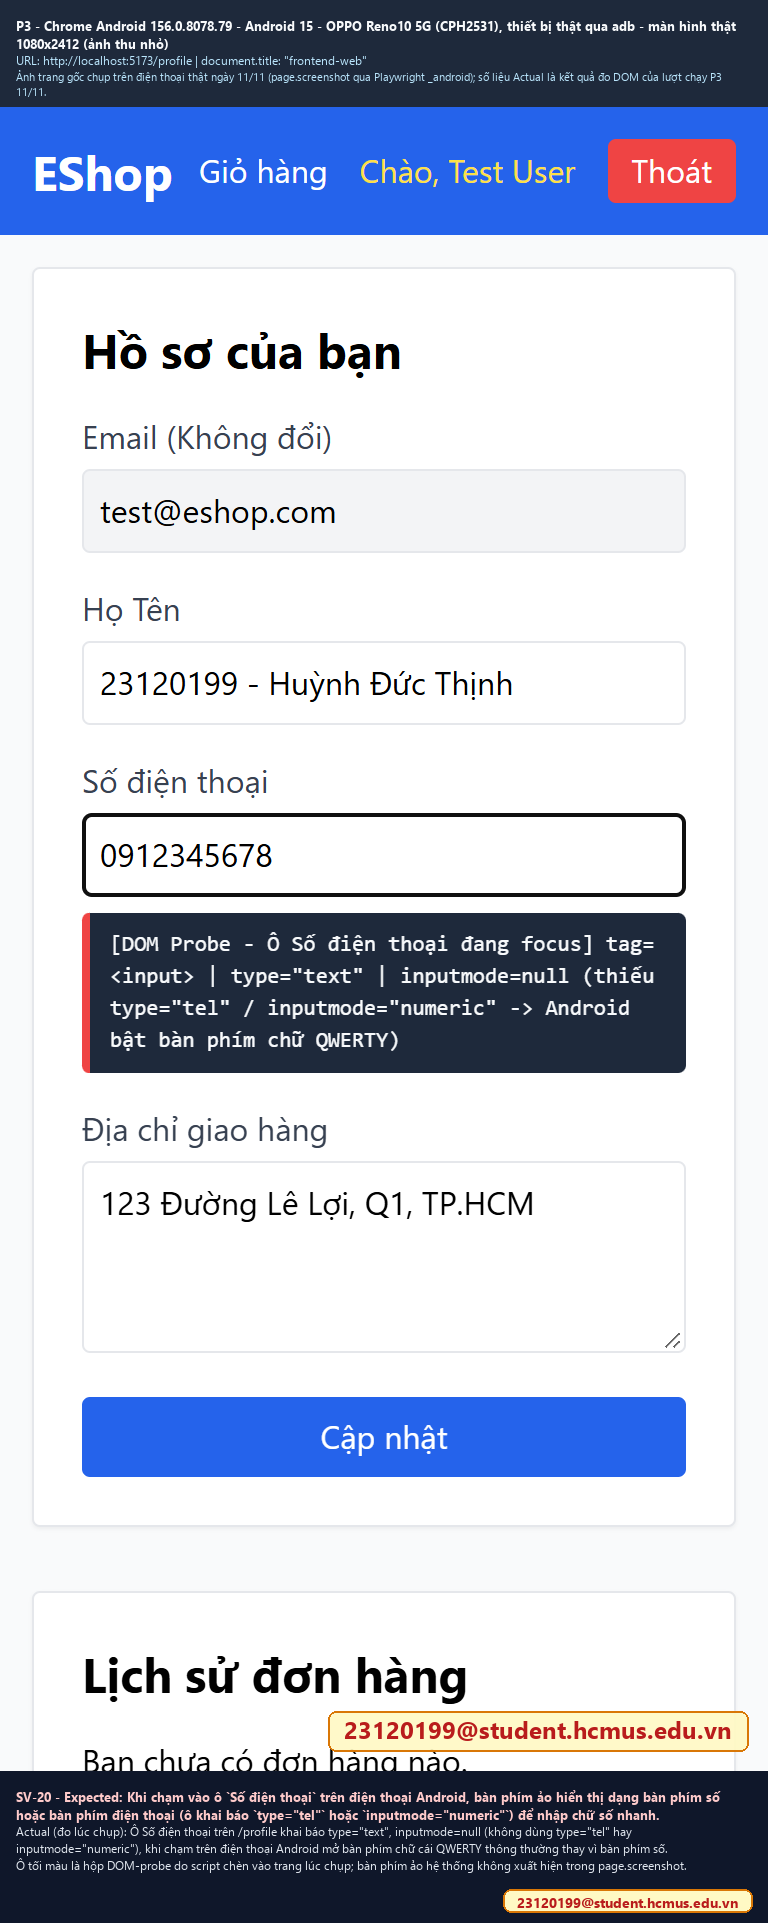 P3 - Chrome Android 156.0.8078.79 - Android 15 - OPPO Reno10 5G (CPH2531), thiết bị thật qua adb - màn hình thật
1080x2412 (ảnh thu nhỏ)
URL: http://localhost:5173/profile | document.title: "frontend-web"
Ảnh trang gốc chụp trên điện thoại thật ngày 11/11 (page.screenshot qua Playwright _android); số liệu Actual là kết quả đo DOM của lượt chạy P3
11/11.
EShop Giỏ hàng Chào, Test User Thoát
Hồ sơ của bạn
Email (Không đổi)
test@eshop.com
Họ Tên
23120199 - Huỳnh Đức Thịnh
Số điện thoại
0912345678
[DOM Probe - Ô Số điện thoại đang focus] tag=
<input> | type="text" | inputmode=null (thiếu
type="tel" / inputmode="numeric" -> Android
bật bàn phím chữ QWERTY)
Địa chỉ giao hàng
123 Đường Lê Lợi, Q1, TP.HCM
Cập nhật
Lịch sử đơn hàng
23120199@student.hcmus.edu.vn
Bạn chưa có đơn hàng nào.
SV-20 - Expected: Khi chạm vào ô `Số điện thoại` trên điện thoại Android, bàn phím ảo hiển thị dạng bàn phím số
hoặc bàn phím điện thoại (ô khai báo `type="tel"` hoặc `inputmode="numeric"`) để nhập chữ số nhanh.
Actual (đo lúc chụp): Ô Số điện thoại trên /profile khai báo type="text", inputmode=null (không dùng type="tel" hay
inputmode="numeric"), khi chạm trên điện thoại Android mở bàn phím chữ cái QWERTY thông thường thay vì bàn phím số.
Ô tối màu là hộp DOM-probe do script chèn vào trang lúc chụp; bàn phím ảo hệ thống không xuất hiện trong page.screenshot.
23120199@student.hcmus.edu.vn